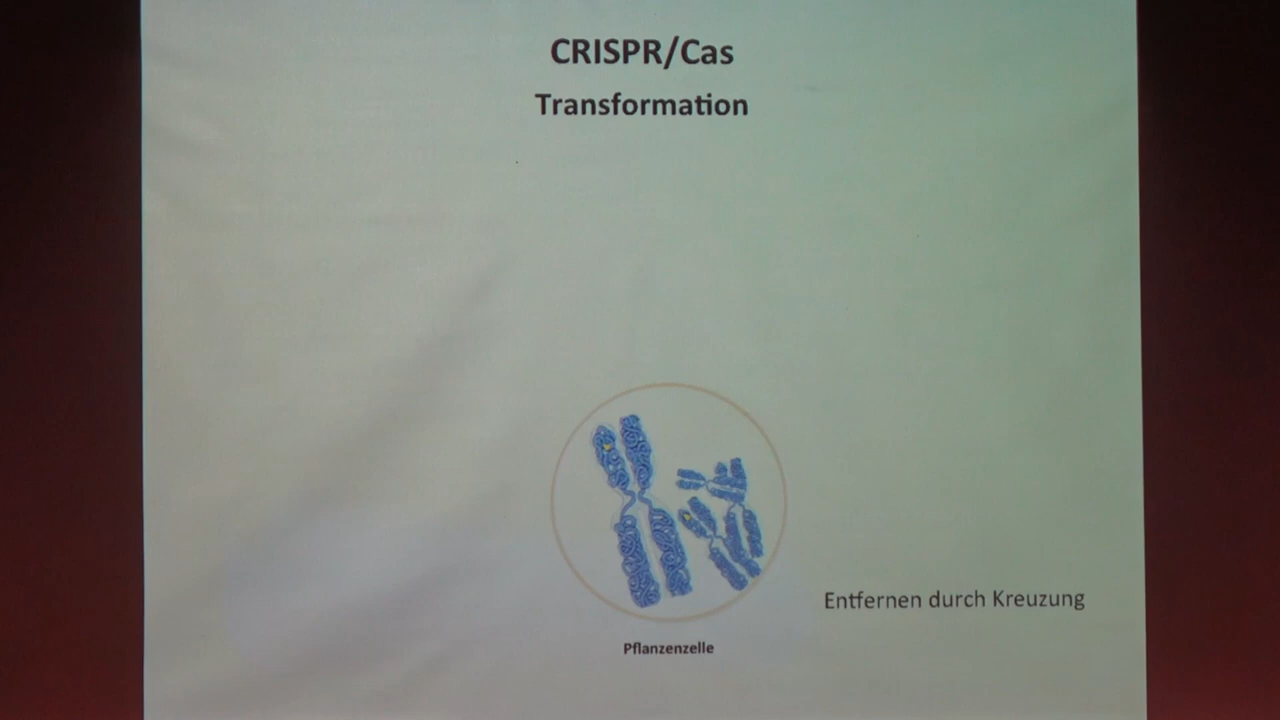 CRISPR/Cas
Transformation
Entfernen durch Kreuzung
Pflanzenzelle